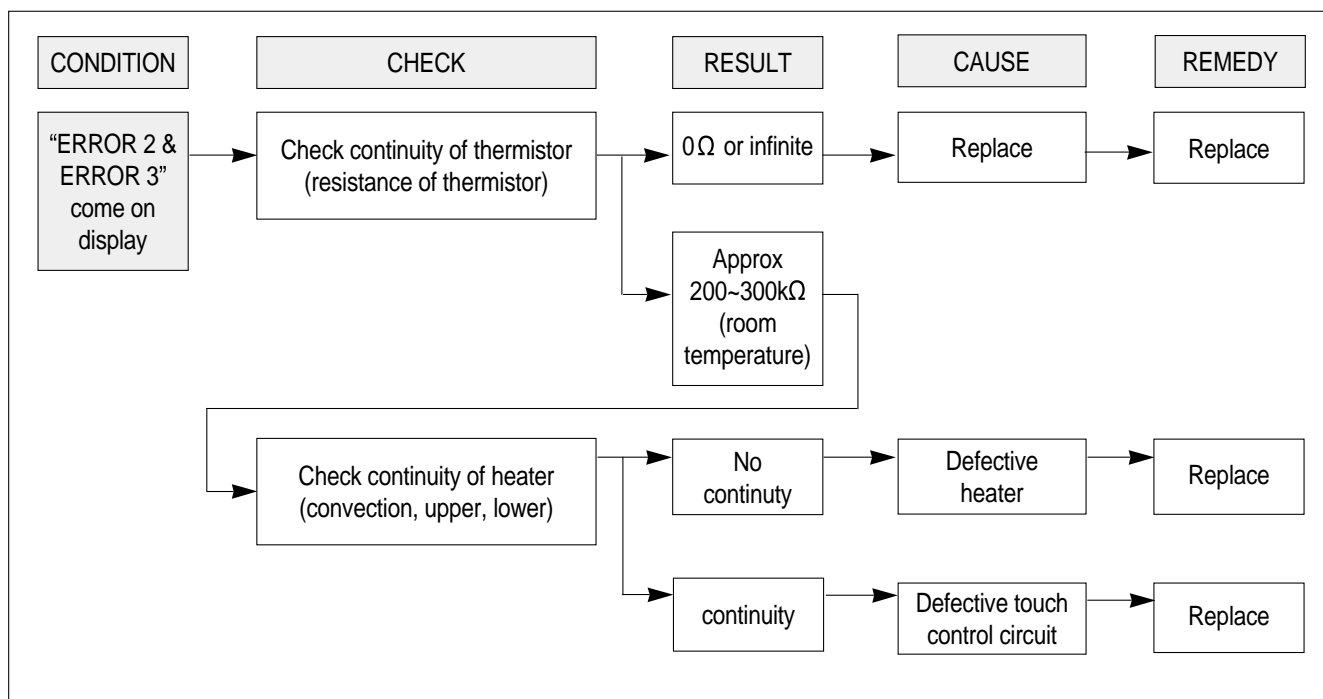 CONDITION
CHECK
RESULT
CAUSE
REMEDY
“ERROR 2 &
ERROR 3”
come on
display
Check continuity of thermistor
(resistance of thermistor)
0Ω or infinite
Replace
Replace
Approx
200~300kΩ
(room
temperature)
Check continuity of heater
(convection, upper, lower)
No
continuty
Defective
heater
Replace
continuity
Defective touch
control circuit
Replace